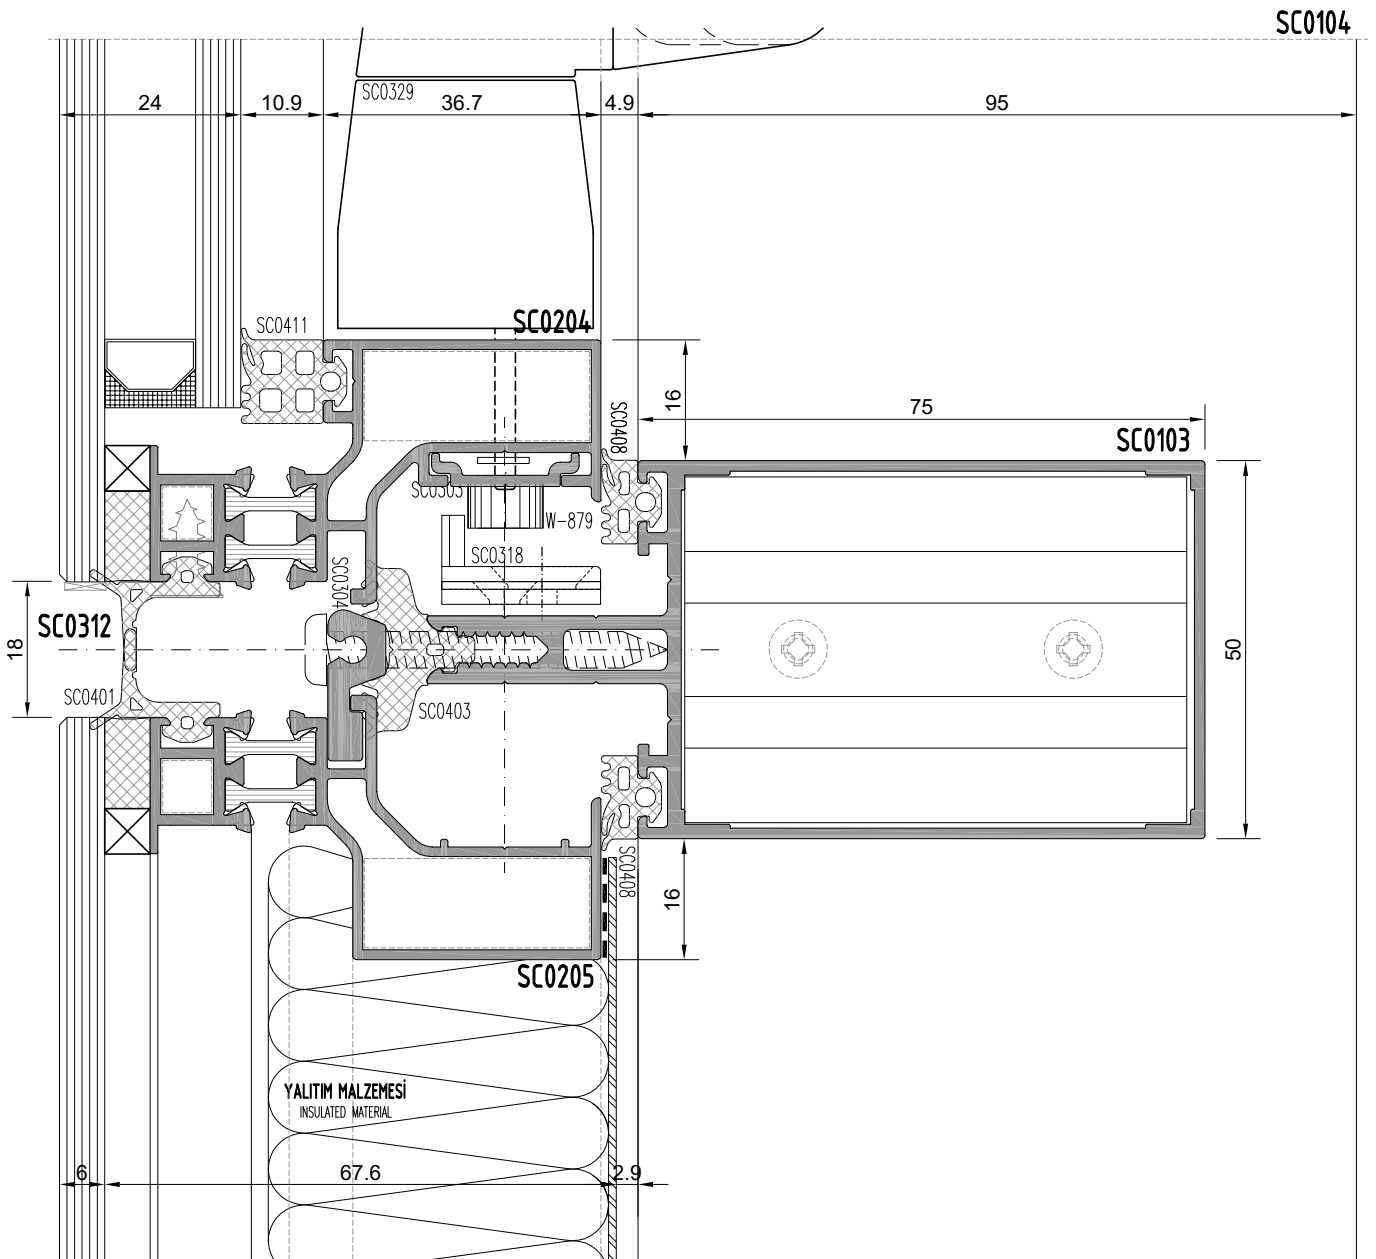 SC0104
SC0329
24
10.9
36.7
4.9
95
SC0411
SC0204
16
SC0408
75
SC0103
SC0303
W-879
SC0318
SC0304
SC0312
18
50
SC0401
SC0403
SC0408
16
SC0205
YALITIM MALZEMESİ
INSULATED MATERIAL
6
67.6
2.9